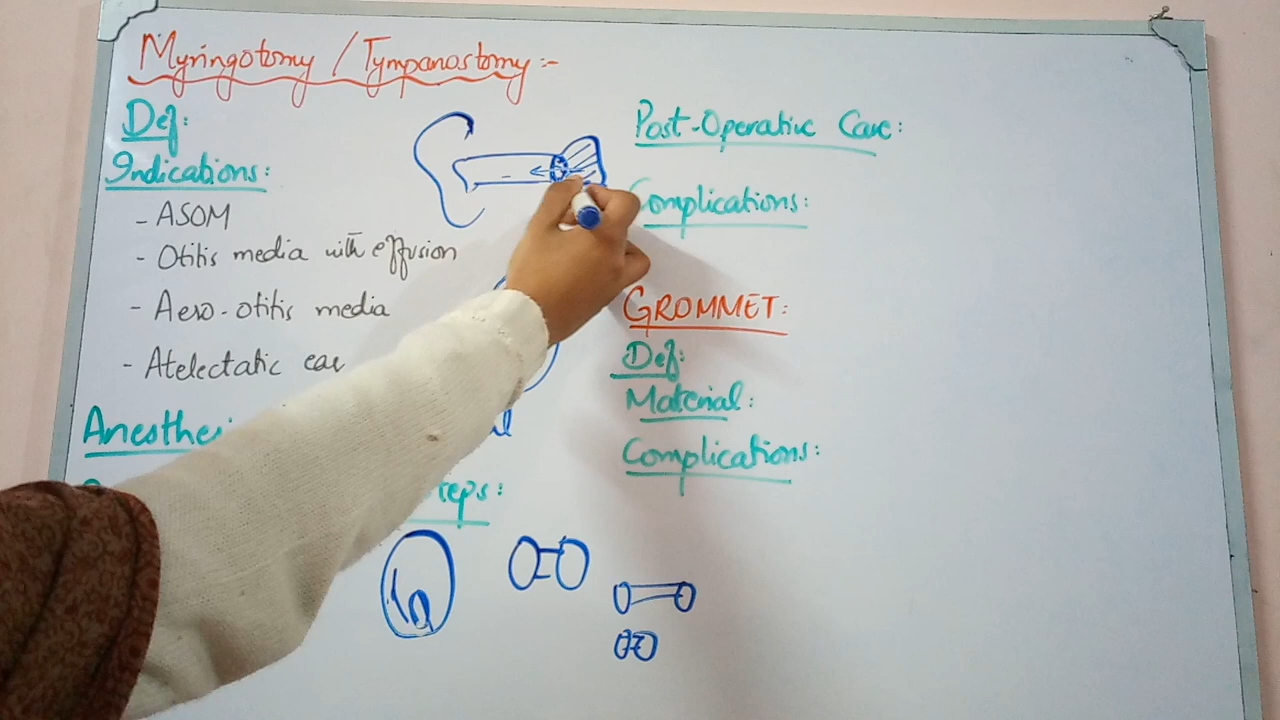 Myringotomy / Tympanostomy :-
Def:
Indications:
- ASOM
- Otitis media with effusion
- Aero-otitis media
- Atelectatic ear
Post-Operative Care:
Complications:
GROMMET:
Def:
Material:
Complications: